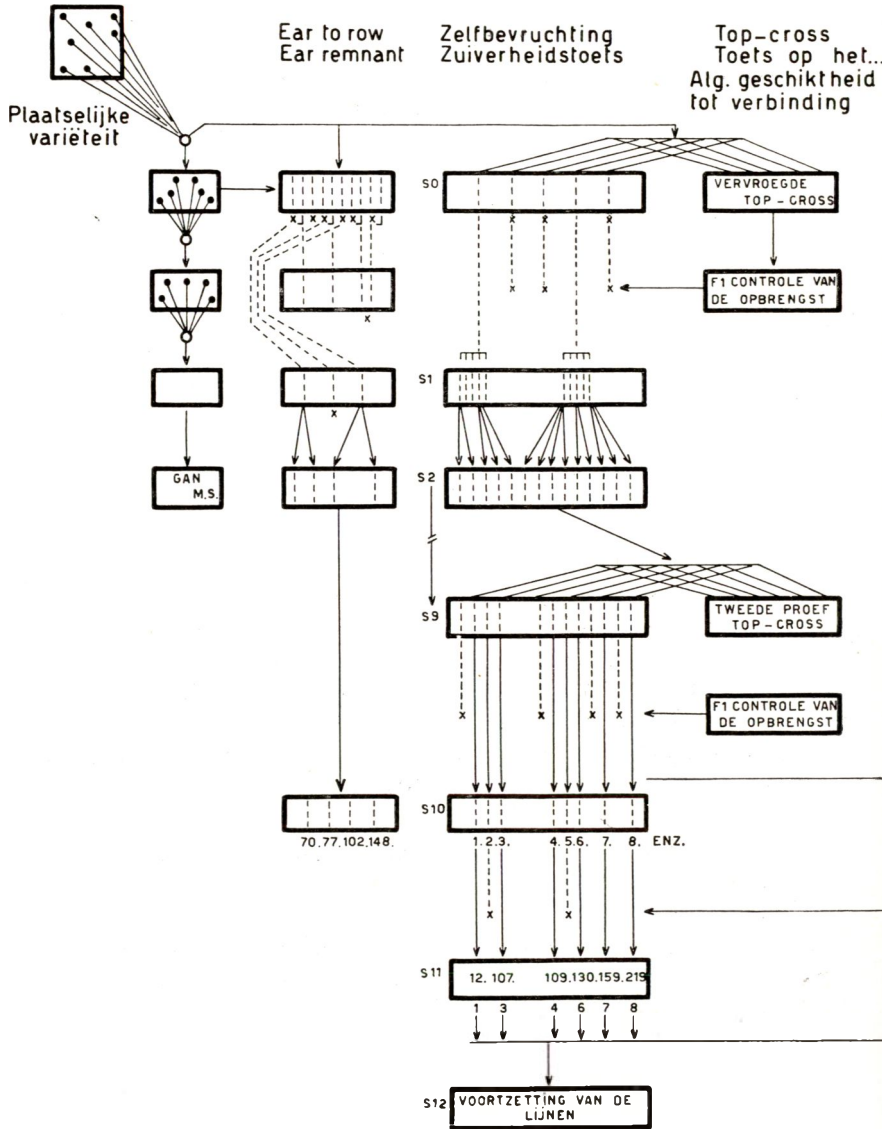 Ear to row
Ear remnant
Zelfbevruchting
Zuiverheidstoets
Top-cross
Toets op het...
Alg. geschiktheid
tot verbinding
Plaatselijke
variëteit
S0
VERVROEGDE
TOP-CROSS
F1 CONTROLE VAN
DE OPBRENGST
S1
GAN
M.S.
S2
S9
TWEEDE PROEF
TOP-CROSS
F1 CONTROLE VAN
DE OPBRENGST
S10
70.77.102.148.
1.2.3. 4.5.6. 7. 8. ENZ.
S11
12. 107. 109.130.159.219
1 3 4 6 7 8
S12
VOORTZETTING VAN DE
LIJNEN